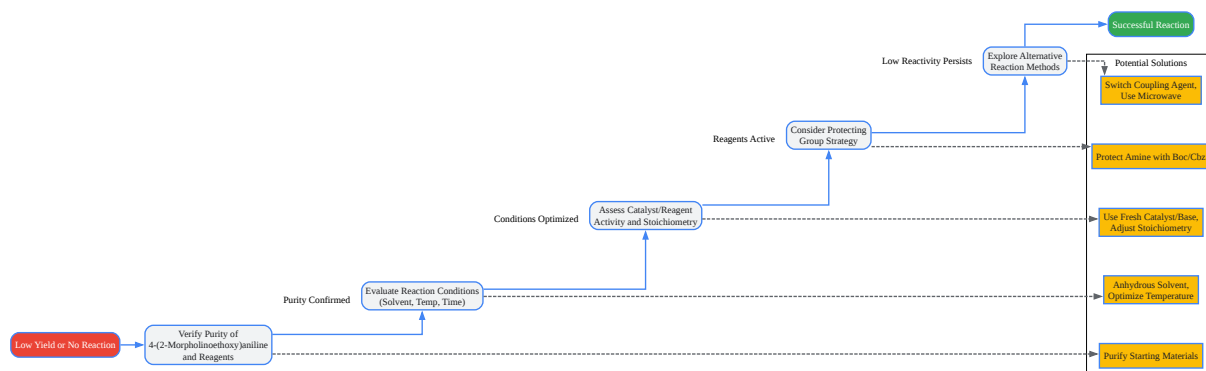 Successful Reaction
Explore Alternative
Reaction Methods
Low Reactivity Persists
Potential Solutions
Switch Coupling Agent,
Use Microwave
Consider Protecting
Group Strategy
Reagents Active
Protect Amine with Boc/Cbz
Assess Catalyst/Reagent
Activity and Stoichiometry
Conditions Optimized
Use Fresh Catalyst/Base,
Adjust Stoichiometry
Evaluate Reaction Conditions
(Solvent, Temp, Time)
Purity Confirmed
Anhydrous Solvent,
Optimize Temperature
Low Yield or No Reaction
Verify Purity of
4-(2-Morpholinoethoxy)aniline
and Reagents
Purify Starting Materials